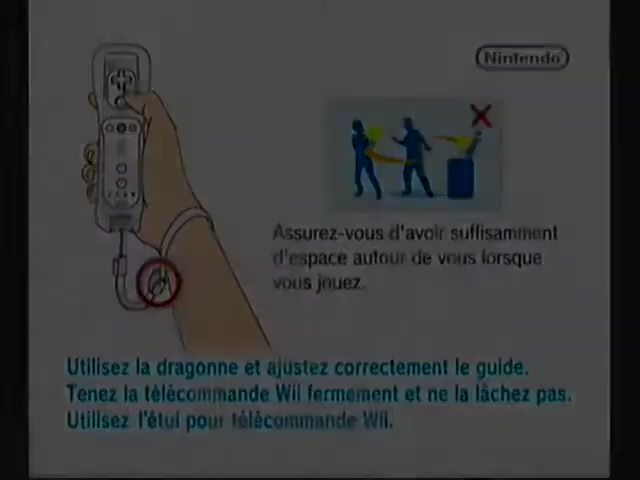 Nintendo
Assurez-vous d'avoir suffisamment
d'espace autour de vous lorsque
vous jouez.
Utilisez la dragonne et ajustez correctement le guide.
Tenez la télécommande Wii fermement et ne la lâchez pas.
Utilisez l'étui pour télécommande Wii.